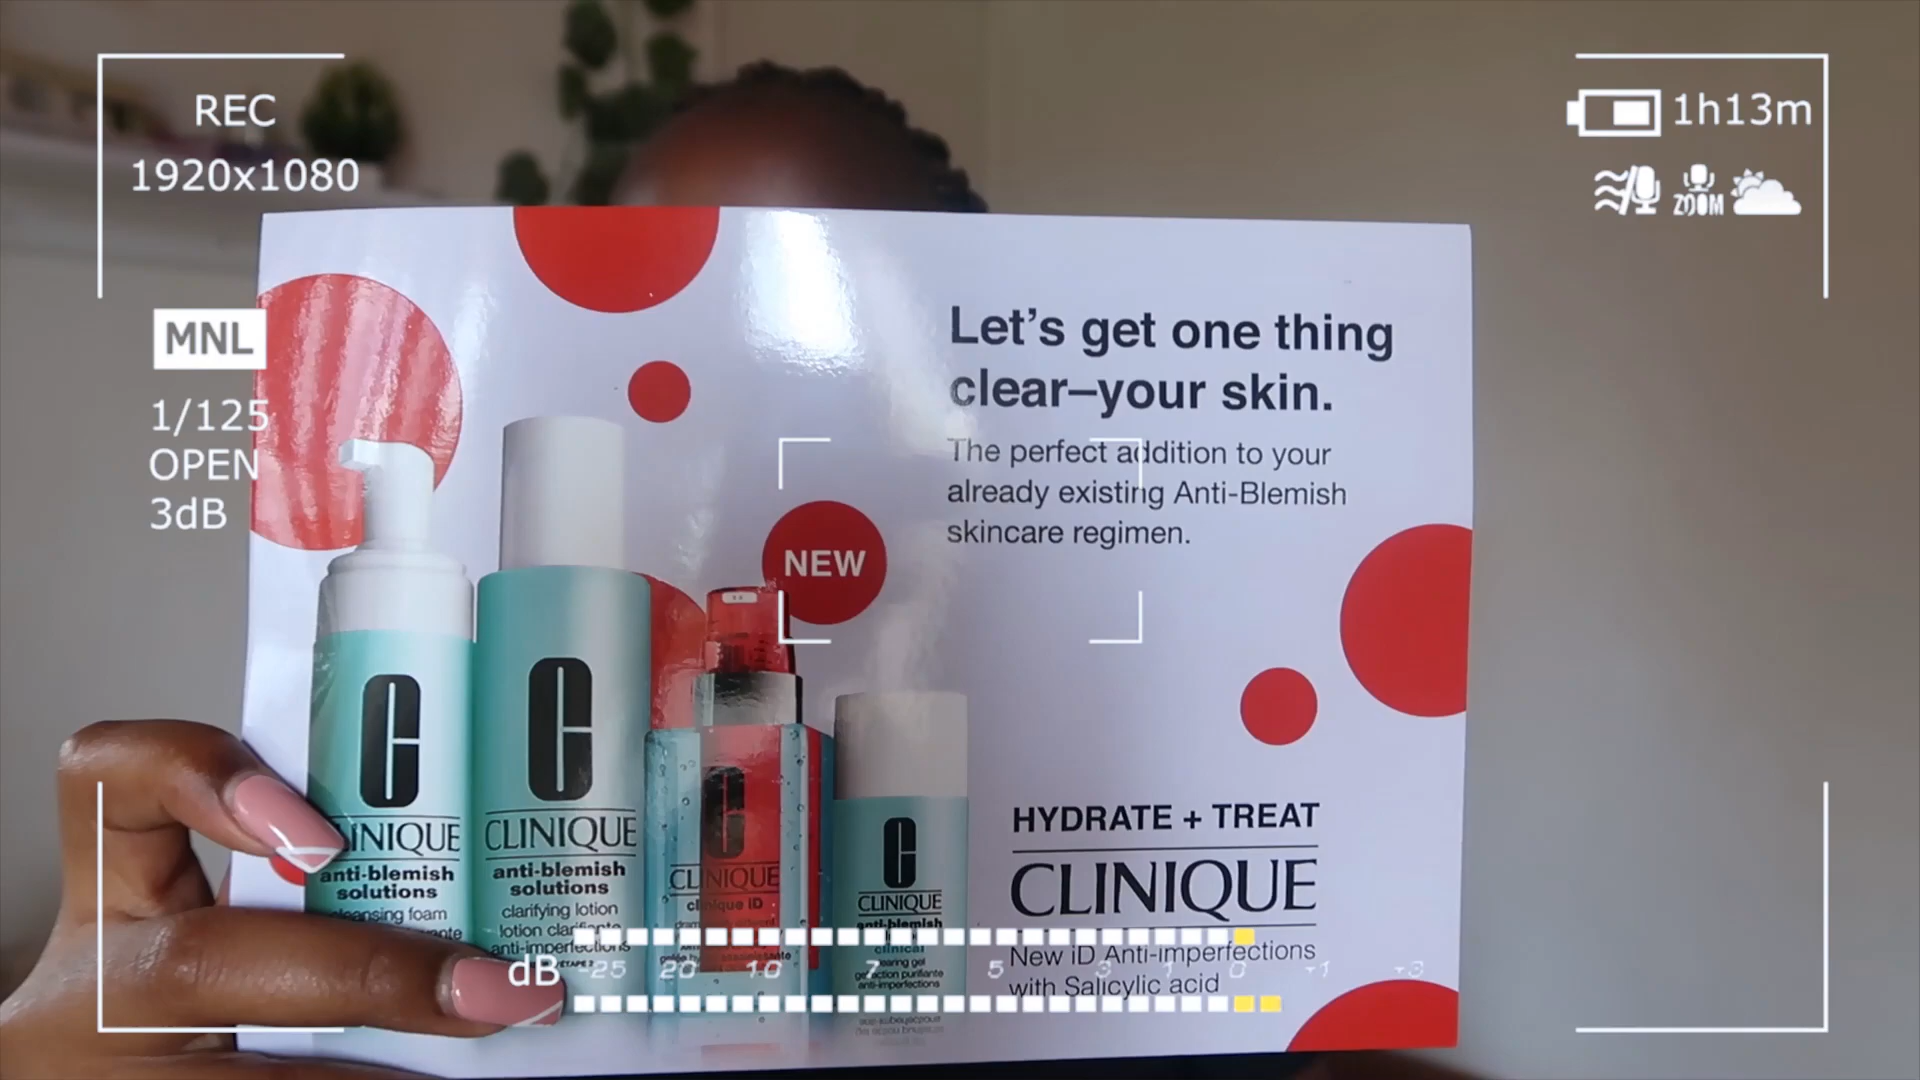 REC
1920x1080
1h13m
ZOOM
MNL
1/125
OPEN
3dB
Let’s get one thing
clear–your skin.
The perfect addition to your
already existing Anti-Blemish
skincare regimen.
NEW
CLINIQUE
anti-blemish
solutions
cleansing foam
CLINIQUE
anti-blemish
solutions
clarifying lotion
lotion clarifiante
anti-imperfections
CLINIQUE
clinique iD
CLINIQUE
anti-blemish
clinical
clearing gel
gel action purifiante
anti-imperfections
HYDRATE + TREAT
CLINIQUE
New iD Anti-imperfections
with Salicylic acid
dB -25 20 10 7 5 3 1 0 +1 +3